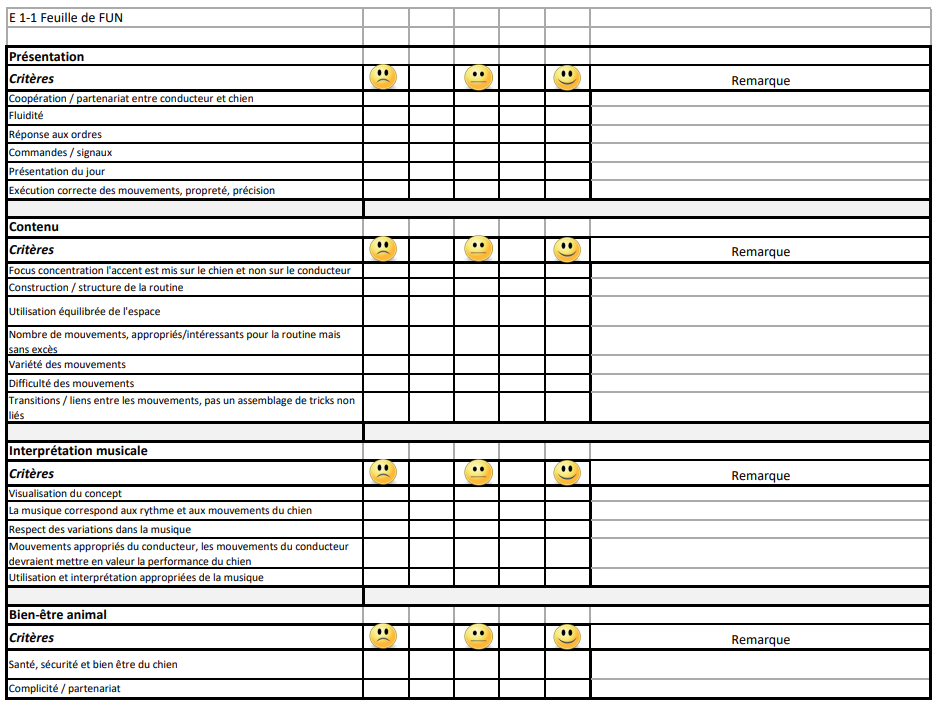 E 1-1 Feuille de FUN
Présentation
Critères Remarque
Coopération / partenariat entre conducteur et chien
Fluidité
Réponse aux ordres
Commandes / signaux
Présentation du jour
Exécution correcte des mouvements, propreté, précision
Contenu
Critères Remarque
Focus concentration l'accent est mis sur le chien et non sur le conducteur
Construction / structure de la routine
Utilisation équilibrée de l'espace
Nombre de mouvements, appropriés/intéressants pour la routine mais
sans excès
Variété des mouvements
Difficulté des mouvements
Transitions / liens entre les mouvements, pas un assemblage de tricks non
liés
Interprétation musicale
Critères Remarque
Visualisation du concept
La musique correspond aux rythme et aux mouvements du chien
Respect des variations dans la musique
Mouvements appropriés du conducteur, les mouvements du conducteur
devraient mettre en valeur la performance du chien
Utilisation et interprétation appropriées de la musique
Bien-être animal
Critères Remarque
Santé, sécurité et bien être du chien
Complicité / partenariat